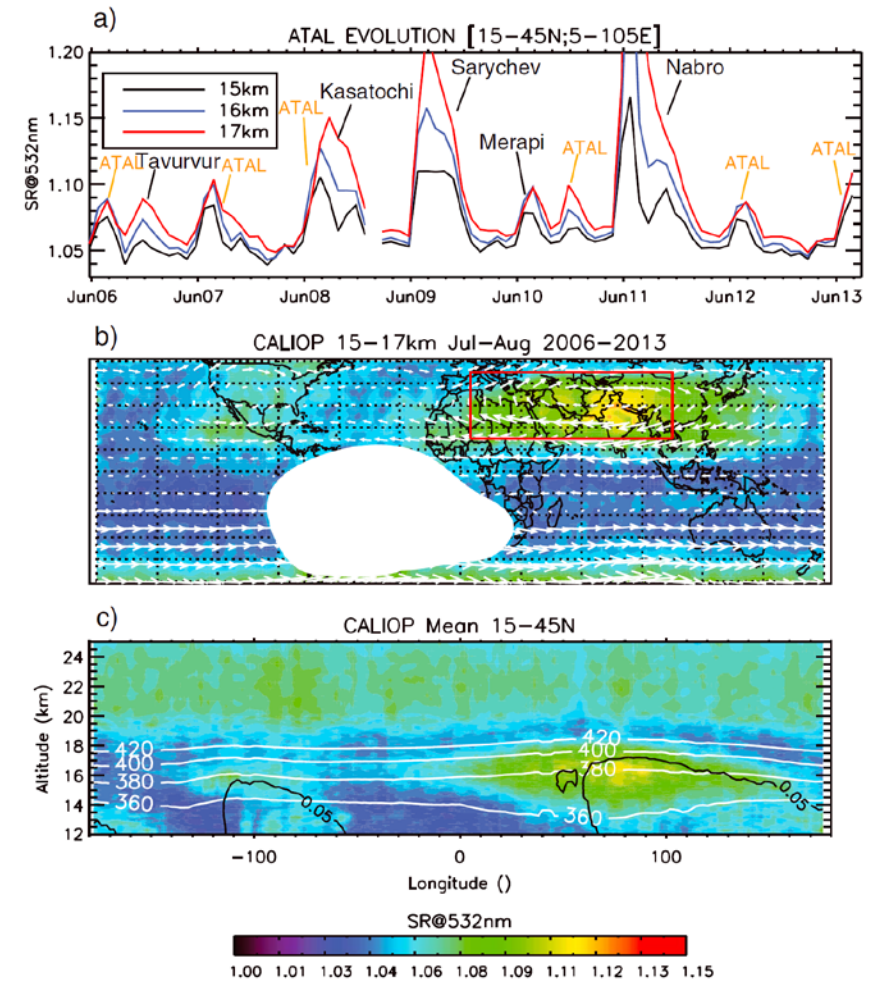 a)
ATAL EVOLUTION [15-45N;5-105E]
1.20
1.15
1.10
1.05
SR@532nm
15km
16km
17km
ATAL
Tavurvur
ATAL
ATAL
Kasatochi
Sarychev
Merapi
ATAL
Nabro
ATAL
ATAL
Jun06 Jun07 Jun08 Jun09 Jun10 Jun11 Jun12 Jun13
b)
CALIOP 15-17km Jul-Aug 2006-2013
c)
CALIOP Mean 15-45N
24
22
20
18
16
14
12
Altitude (km)
420
400
380
360
0.05
420
400
380
360
0.05
-100 0 100
Longitude ()
SR@532nm
1.00 1.01 1.03 1.04 1.06 1.08 1.09 1.11 1.12 1.13 1.15